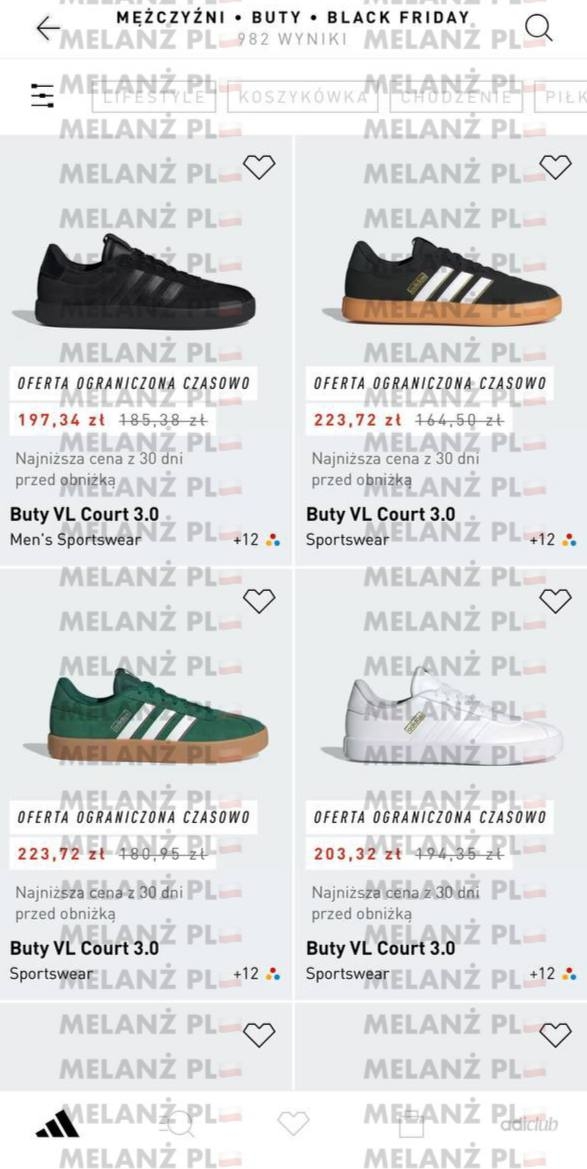 MĘŻCZYŹNI • BUTY • BLACK FRIDAY
982 WYNIKI
LIFESTYLE KOSZYKÓWKA CHODZENIE PIŁK
OFERTA OGRANICZONA CZASOWO
197,34 zł 185,38 zł
Najniższa cena z 30 dni
przed obniżką
Buty VL Court 3.0
Men's Sportswear +12
OFERTA OGRANICZONA CZASOWO
223,72 zł 164,50 zł
Najniższa cena z 30 dni
przed obniżką
Buty VL Court 3.0
Sportswear +12
OFERTA OGRANICZONA CZASOWO
223,72 zł 180,95 zł
Najniższa cena z 30 dni
przed obniżką
Buty VL Court 3.0
Sportswear +12
OFERTA OGRANICZONA CZASOWO
203,32 zł 194,35 zł
Najniższa cena z 30 dni
przed obniżką
Buty VL Court 3.0
Sportswear +12
adiclub
MELANŻ PL